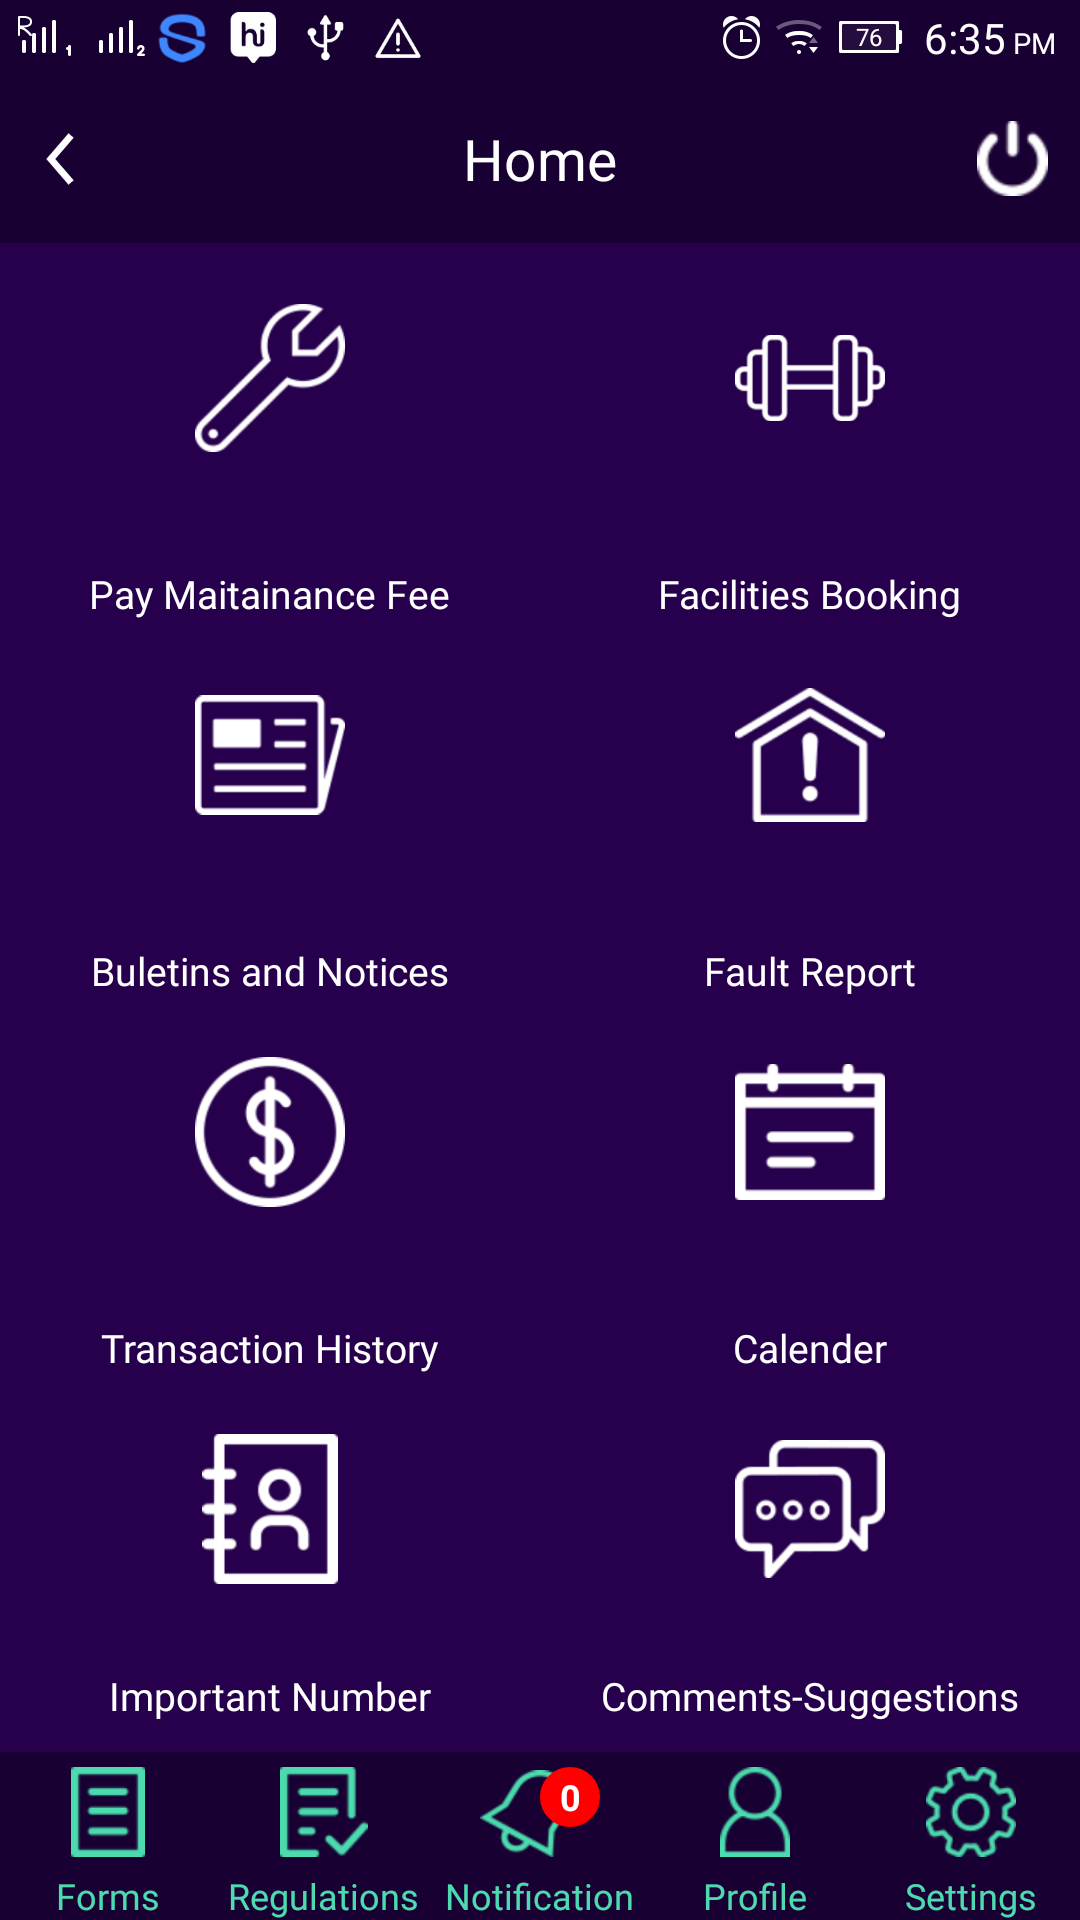 R 1 2 hi 76 6:35 PM
Home
Pay Maitainance Fee Facilities Booking
Buletins and Notices Fault Report
Transaction History Calender
Important Number Comments-Suggestions
0
Forms Regulations Notification Profile Settings